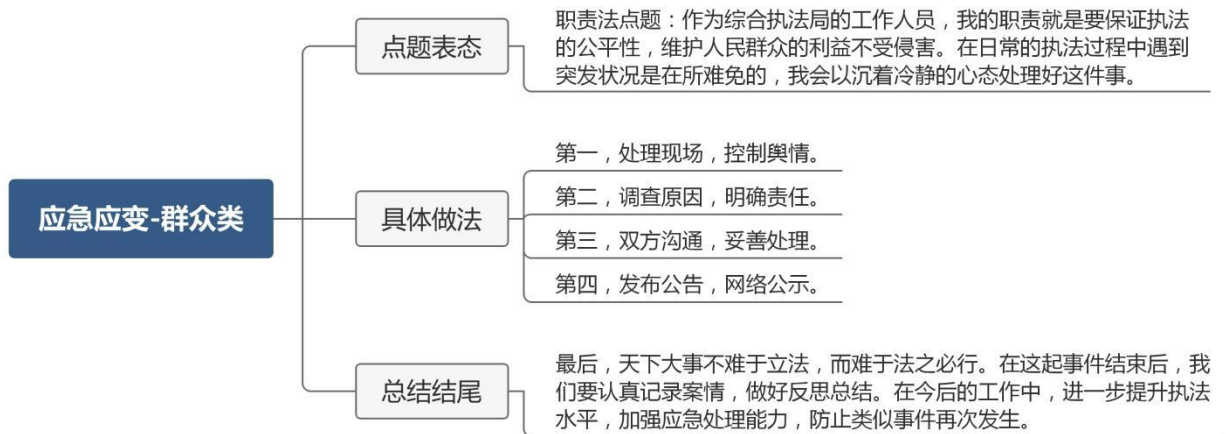 应急应变-群众类
点题表态
职责法点题：作为综合执法局的工作人员，我的职责就是要保证执法
的公平性，维护人民群众的利益不受侵害。在日常的执法过程中遇到
突发状况是在所难免的，我会以沉着冷静的心态处理好这件事。
具体做法
第一，处理现场，控制舆情。
第二，调查原因，明确责任。
第三，双方沟通，妥善处理。
第四，发布公告，网络公示。
总结结尾
最后，天下大事不难于立法，而难于法之必行。在这起事件结束后，我
们要认真记录案情，做好反思总结。在今后的工作中，进一步提升执法
水平，加强应急处理能力，防止类似事件再次发生。